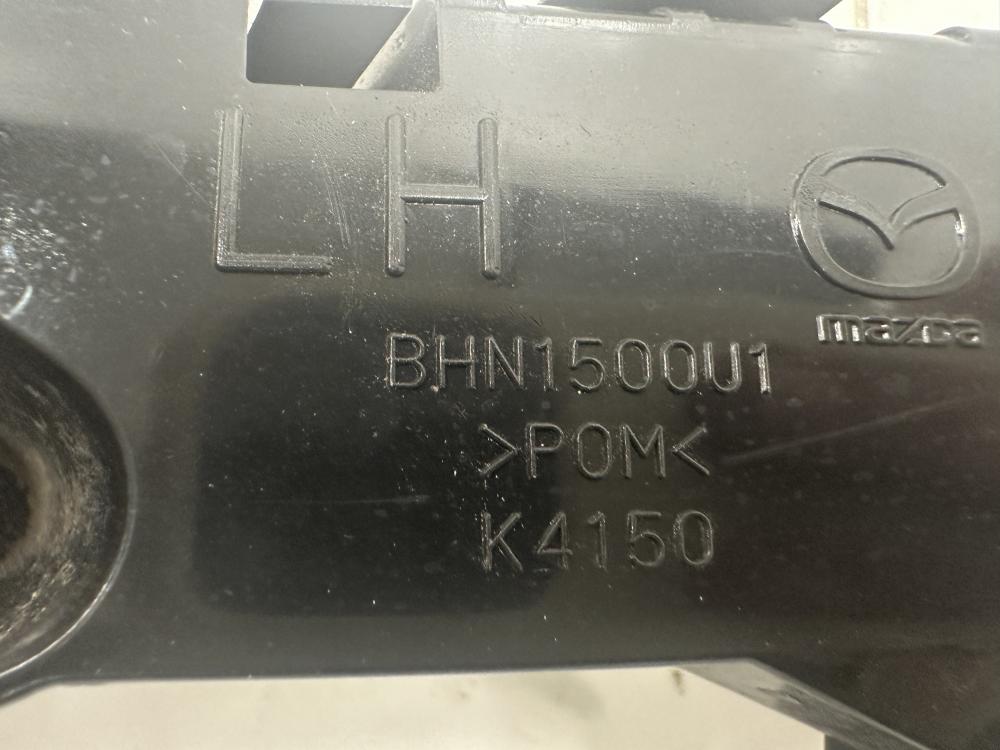 LH
mazda
BHN1500U1
>POM<
K4150